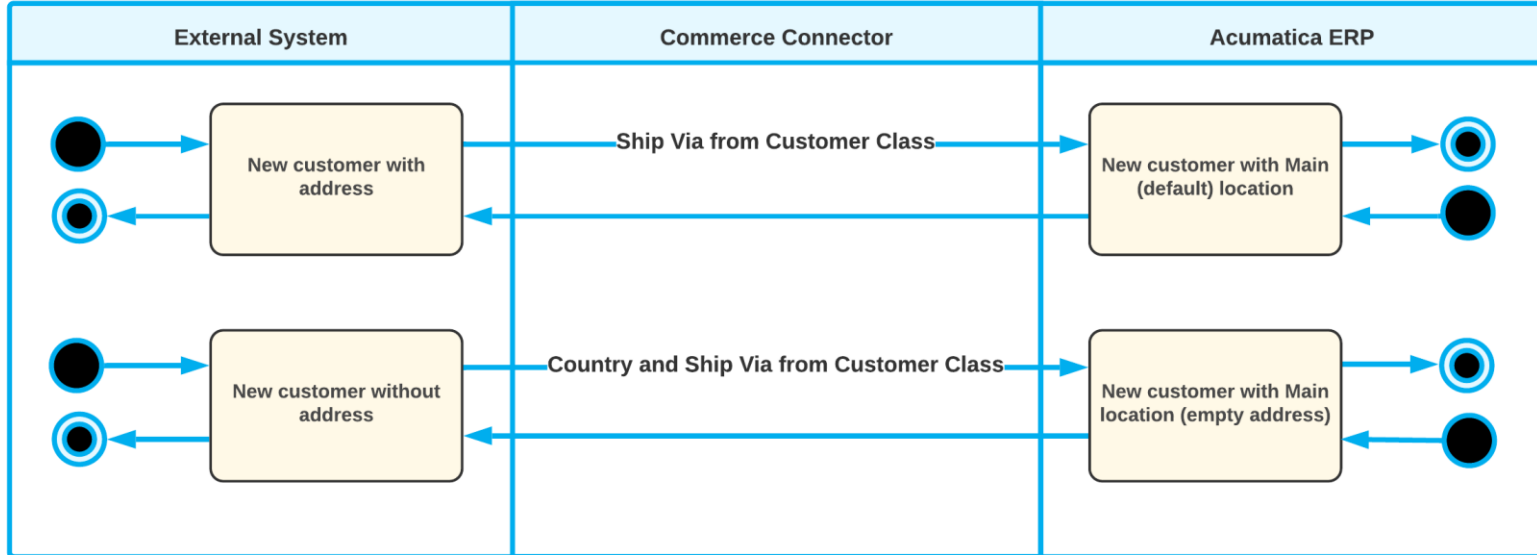 External System
Commerce Connector
Acumatica ERP
New customer with
address
Ship Via from Customer Class
New customer with Main
(default) location
New customer without
address
Country and Ship Via from Customer Class
New customer with Main
location (empty address)